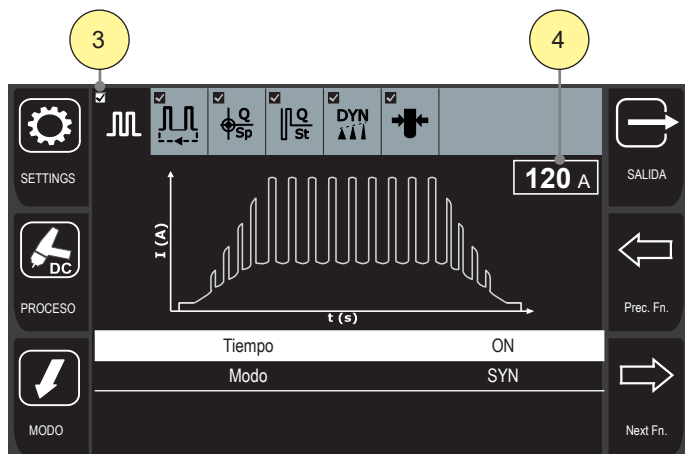 3
4
Q
Sp
Q
St
DYN
SETTINGS
120 A
SALIDA
I (A)
DC
PROCESO
Prec. Fn.
t (s)
Tiempo ON
Modo SYN
MODO
Next Fn.